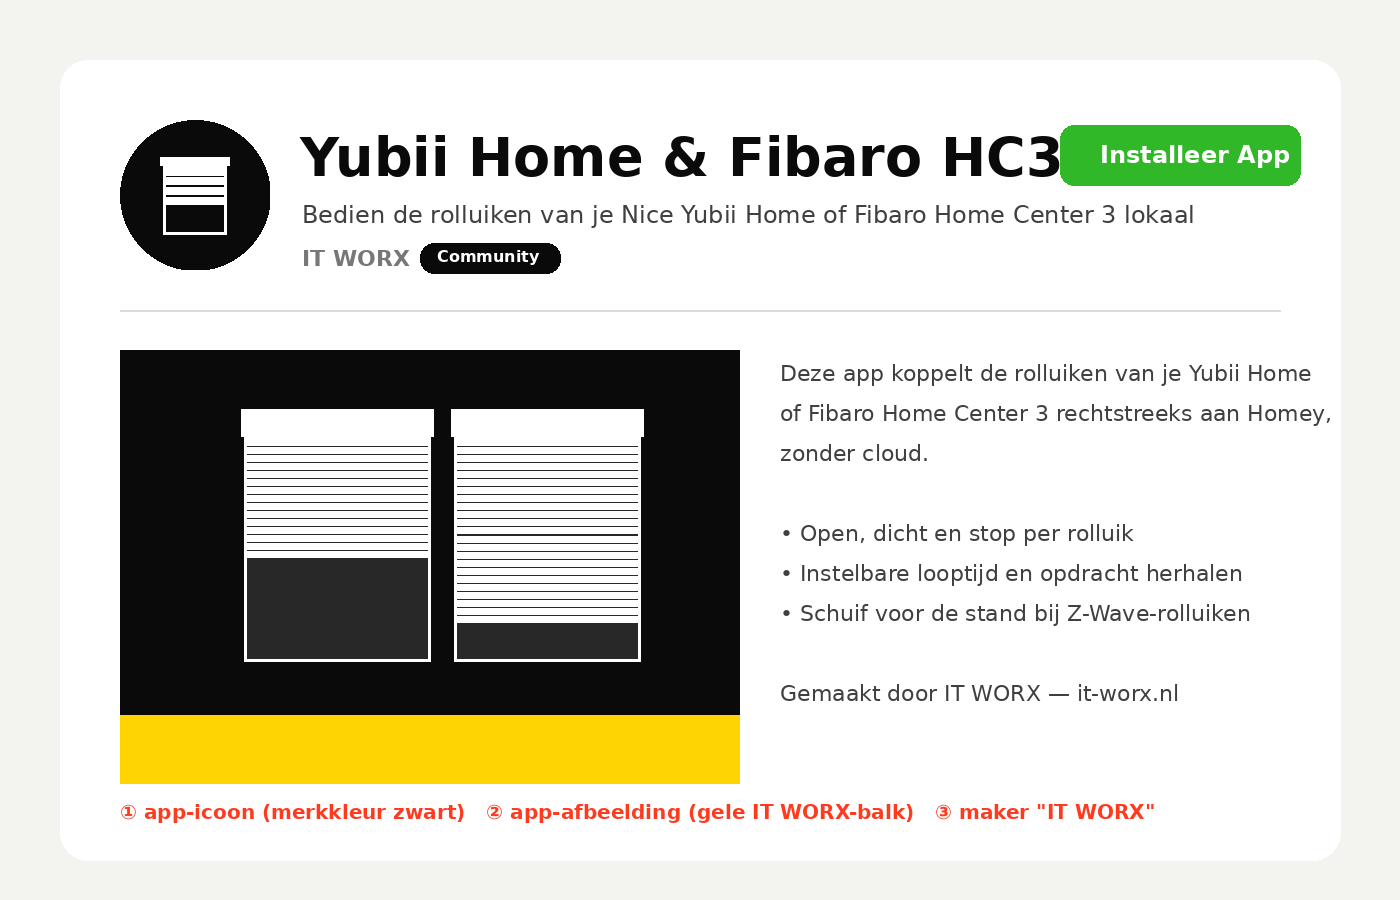 Yubii Home & Fibaro HC3
Installeer App
Bedien de rolluiken van je Nice Yubii Home of Fibaro Home Center 3 lokaal
IT WORX
Community
Deze app koppelt de rolluiken van je Yubii Home
of Fibaro Home Center 3 rechtstreeks aan Homey,
zonder cloud.
• Open, dicht en stop per rolluik
• Instelbare looptijd en opdracht herhalen
• Schuif voor de stand bij Z-Wave-rolluiken
Gemaakt door IT WORX — it-worx.nl
① app-icoon (merkkleur zwart) ② app-afbeelding (gele IT WORX-balk) ③ maker "IT WORX"